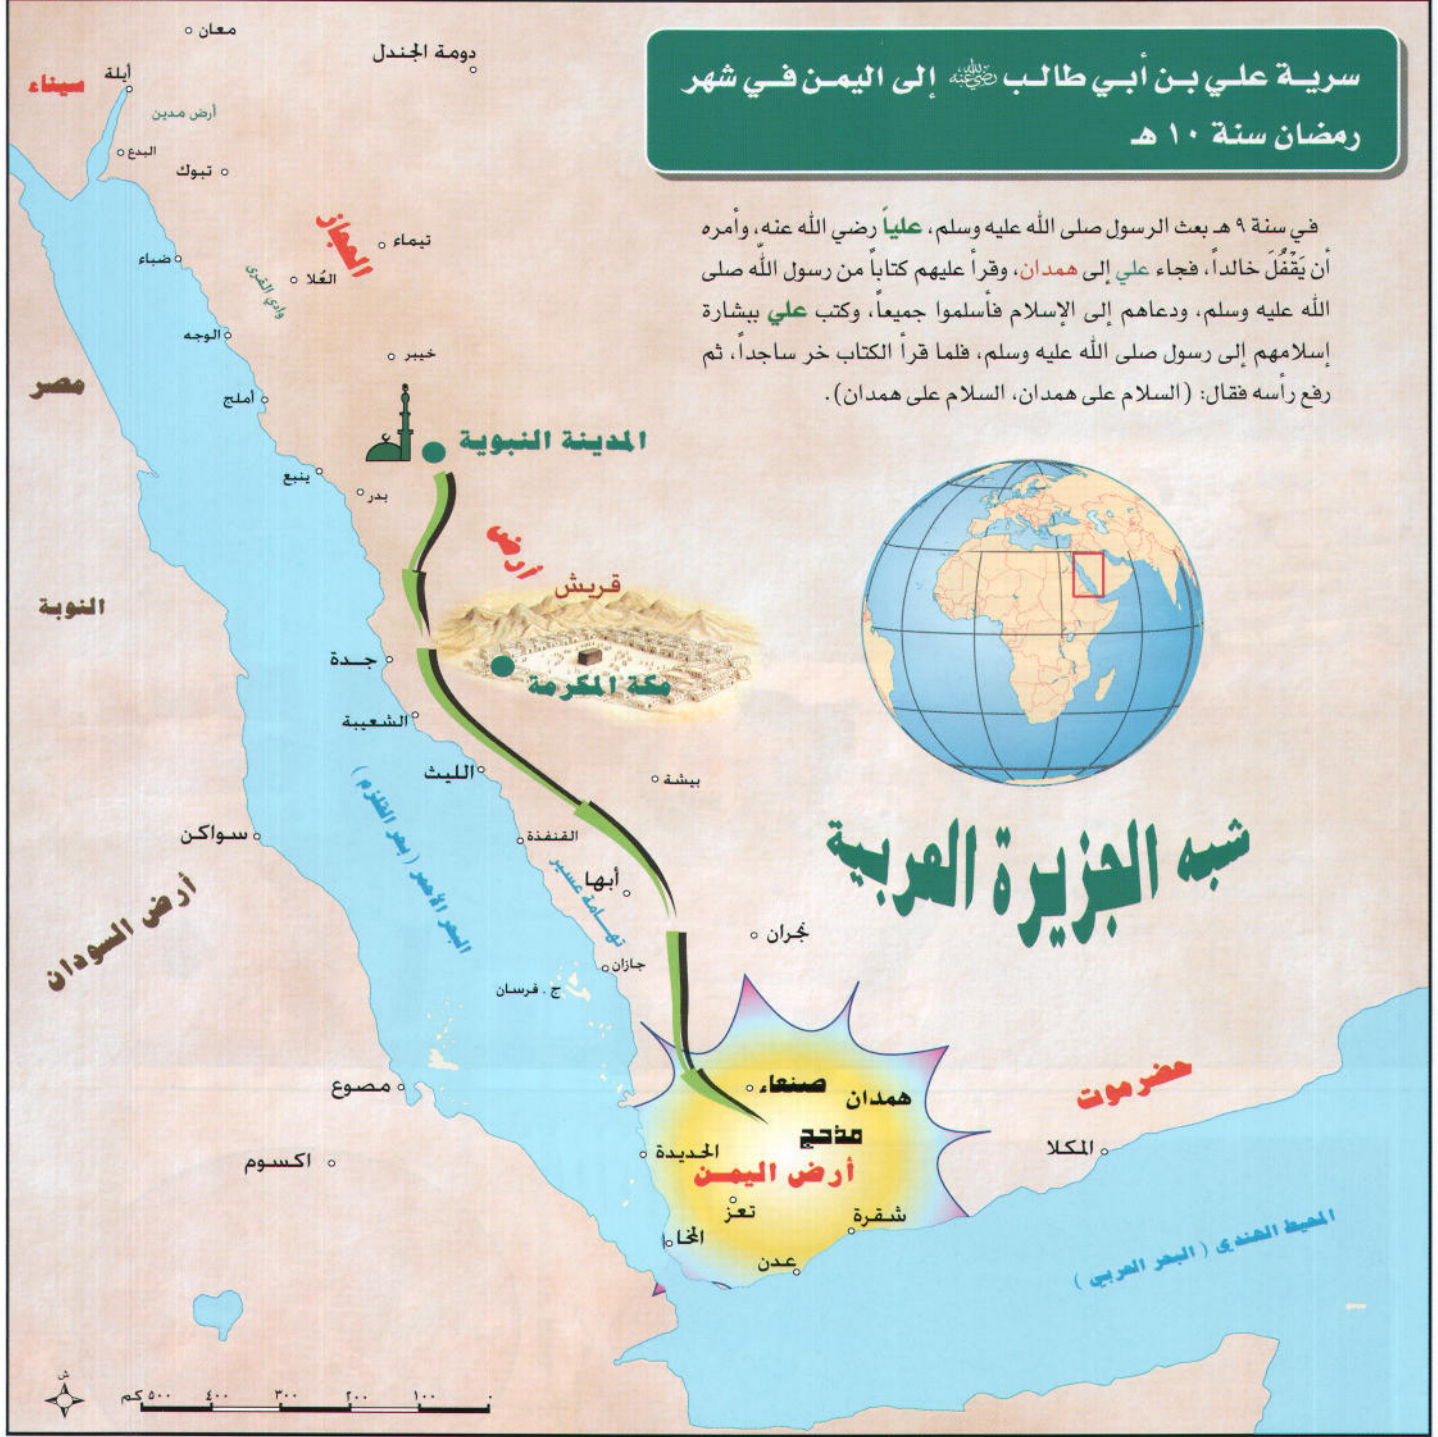 سرية علي بن أبي طالب رضي الله عنه إلى اليمن في شهر
رمضان سنة ١٠ هـ
في سنة ٩ هـ بعث الرسول صلى الله عليه وسلم، علياً رضي الله عنه، وأمره
أن يَقْفُلَ خالداً، فجاء علي إلى همدان، وقرأ عليهم كتاباً من رسول اللّه صلى
الله عليه وسلم، ودعاهم إلى الإسلام فأسلموا جميعاً، وكتب علي ببشارة
إسلامهم إلى رسول صلى الله عليه وسلم، فلما قرأ الكتاب خر ساجداً، ثم
رفع رأسه فقال: (السلام على همدان، السلام على همدان).
معان
دومة الجندل
أيلة
سيناء
أرض مدين
البدع
تبوك
الحجاز
تيماء
ضباء
العُلا
وادي القرى
الوجه
خيبر
مصر
أملج
المدينة النبوية
ينبع
بدر
أرض
قريش
النوبة
جدة
مكة المكرمة
الشعيبة
الليث
بيشة
البحر الأحمر (بحر القلزم)
سواكن
القنفذة
شبه الجزيرة العربية
أبها
تهامة عسير
أرض السودان
نجران
جازان
ج . فرسان
حضرموت
مصوع
صنعاء
همدان
مذحج
المكلا
الحديدة
اكسوم
أرض اليمن
تعز
شقرة
المخا
المحيط الهندي (البحر العربي)
عدن
ش
٥٠٠ كم ٤٠٠ ٣٠٠ ٢٠٠ ١٠٠ ٠